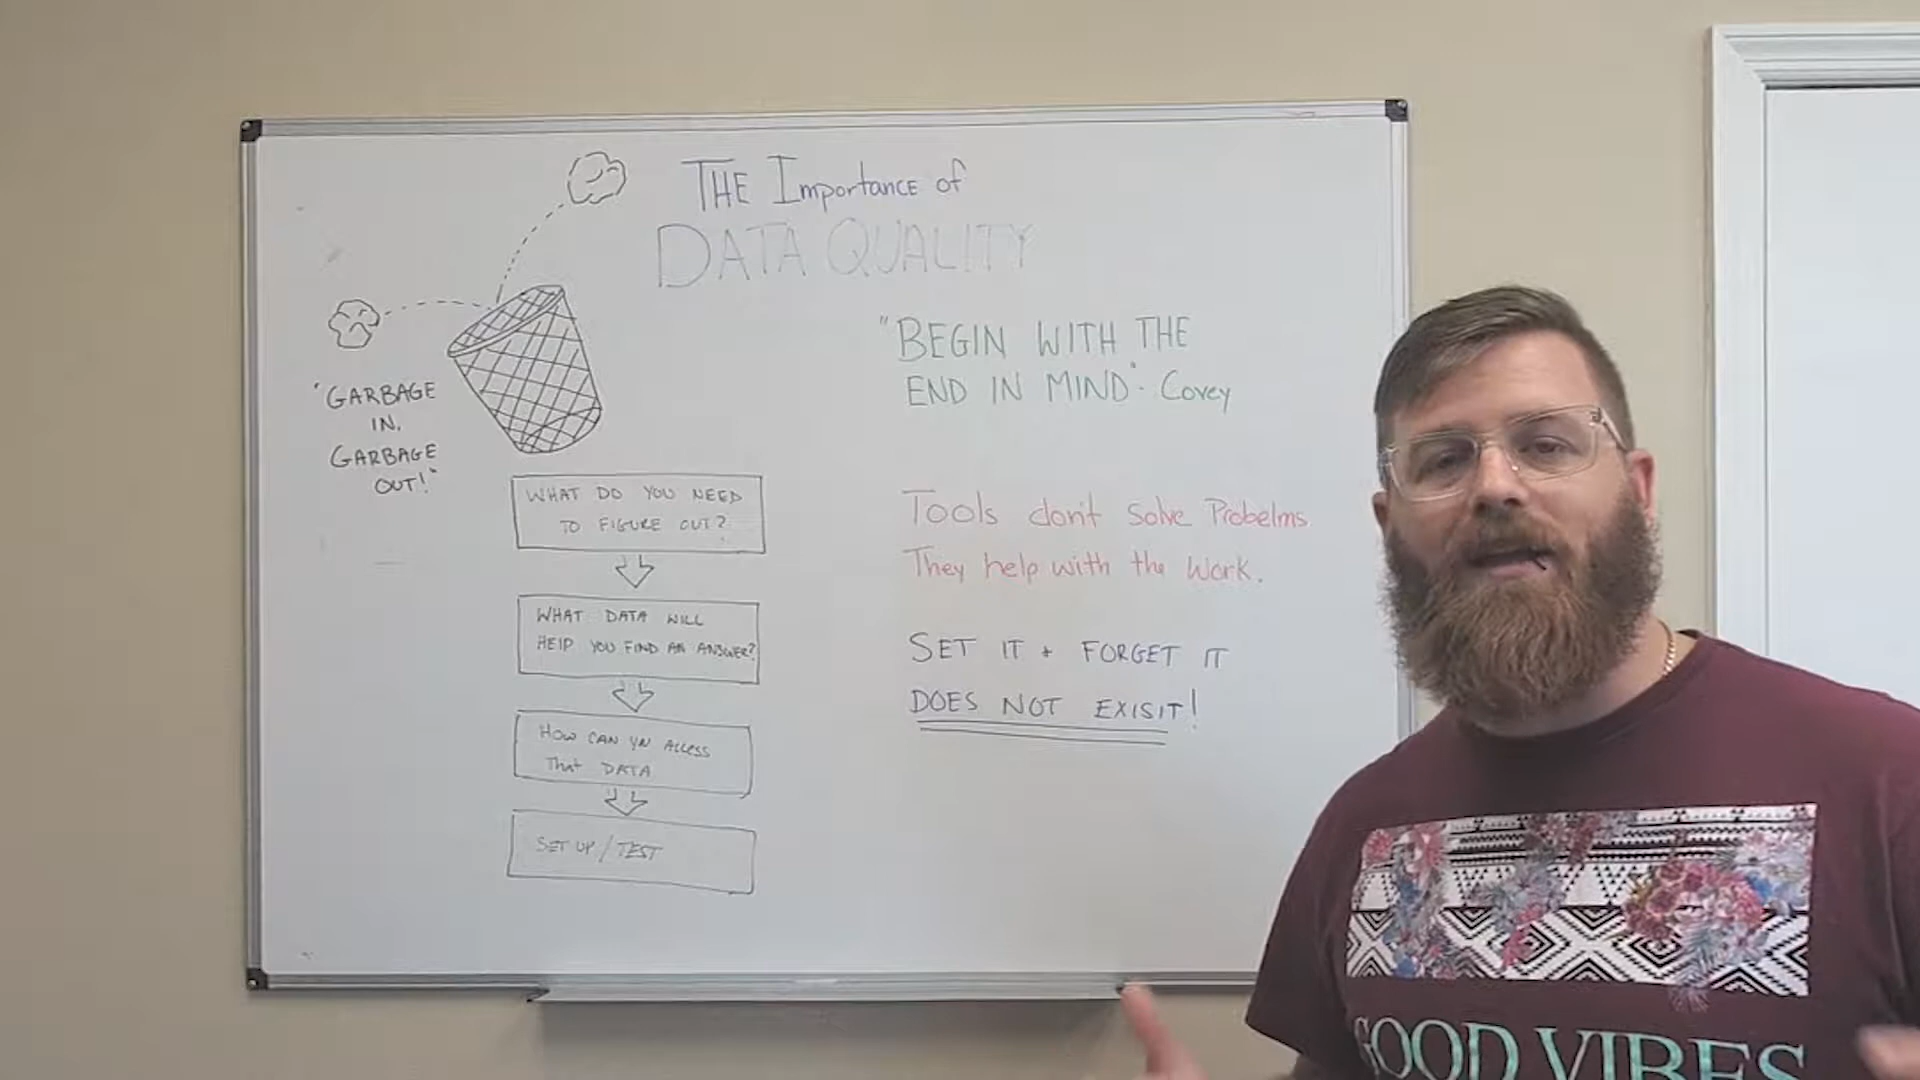 THE Importance of
DATA QUALITY
"GARBAGE
IN,
GARBAGE
OUT!"
"BEGIN WITH THE
END IN MIND"- Covey
WHAT DO YOU NEED
TO FIGURE OUT?
WHAT DATA WILL
HELP YOU FIND AN ANSWER?
HOW CAN YOU ACCESS
That DATA
SET UP / TEST
Tools don't Solve Probelms
They help with the Work.
SET IT + FORGET IT
DOES NOT EXISIT!
GOOD VIBES